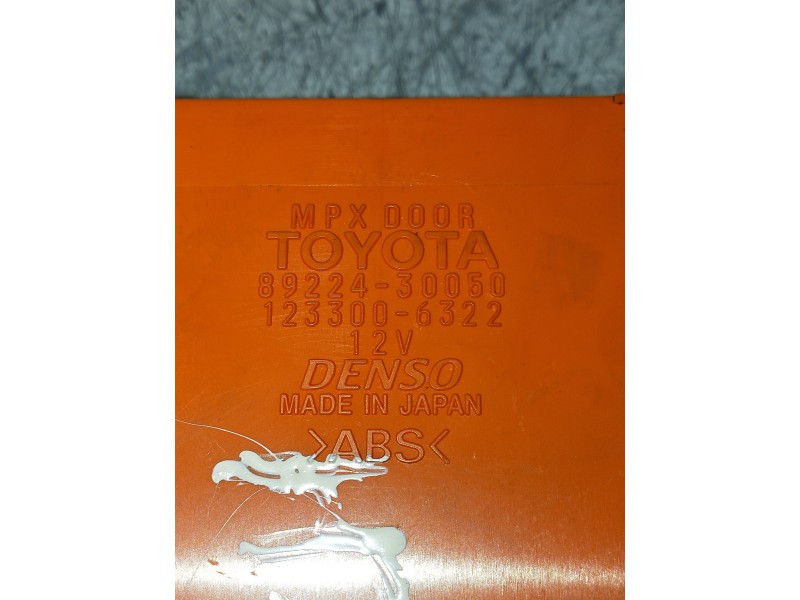 MPX DOOR
TOYOTA
89224-30050
123300-6322
12V
DENSO
MADE IN JAPAN
>ABS<